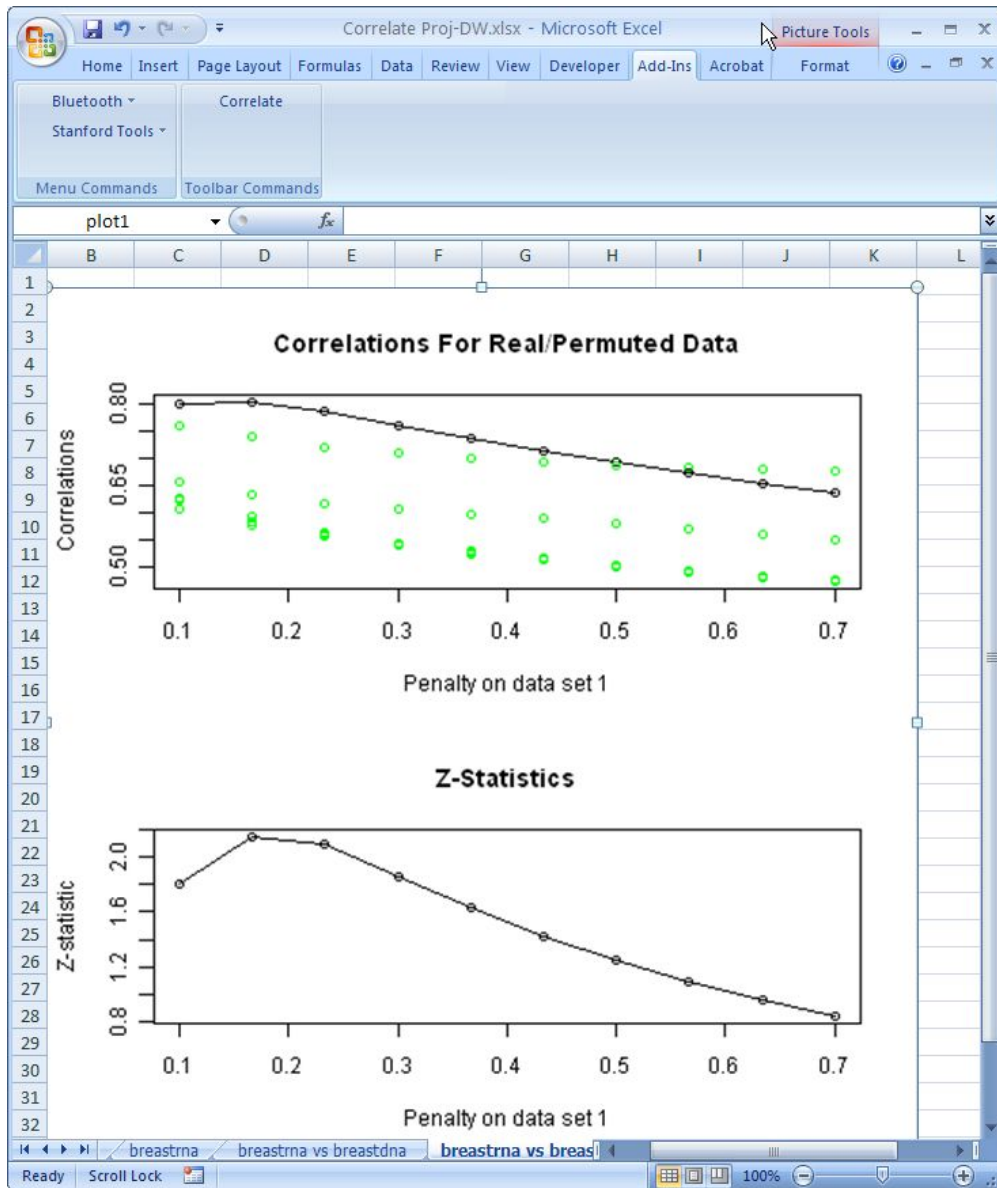 Correlate Proj-DW.xlsx - Microsoft Excel
Picture Tools
Home Insert Page Layout Formulas Data Review View Developer Add-Ins Acrobat Format
Bluetooth
Correlate
Stanford Tools
Menu Commands
Toolbar Commands
plot1
fx
B C D E F G H I J K L
1
2
3
4
5
6
7
8
9
10
11
12
13
14
15
16
17
18
19
20
21
22
23
24
25
26
27
28
29
30
31
32
Correlations For Real/Permuted Data
Correlations
0.80
0.65
0.50
0.1 0.2 0.3 0.4 0.5 0.6 0.7
Penalty on data set 1
Z-Statistics
Z-statistic
2.0
1.6
1.2
0.8
0.1 0.2 0.3 0.4 0.5 0.6 0.7
Penalty on data set 1
breastrna
breastrna vs breastdna
breastrna vs breas
Ready
Scroll Lock
100%